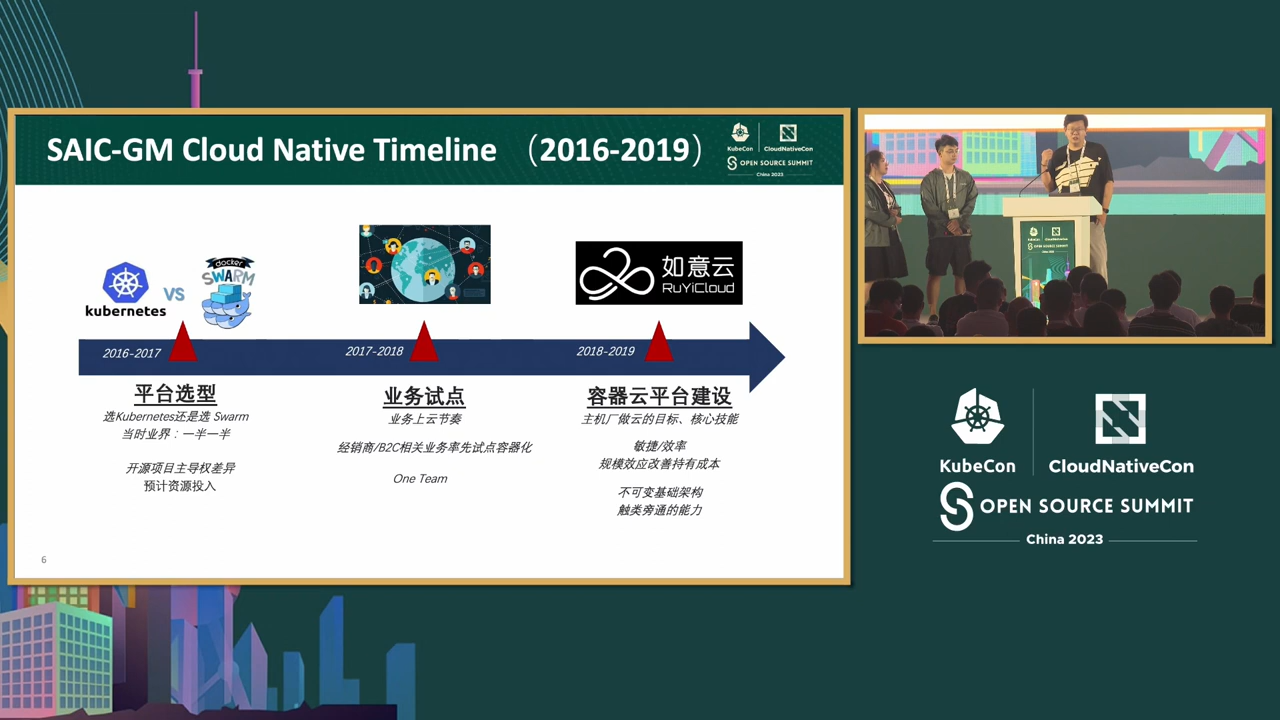 SAIC-GM Cloud Native Timeline （2016-2019）
KubeCon
CloudNativeCon
OPEN SOURCE SUMMIT
China 2023
kubernetes
VS
docker
SWARM
如意云
RuYiCloud
2016-2017
2017-2018
2018-2019
平台选型
选Kubernetes还是选 Swarm
当时业界：一半一半
开源项目主导权差异
预计资源投入
业务试点
业务上云节奏
经销商/B2C相关业务率先试点容器化
One Team
容器云平台建设
主机厂做云的目标、核心技能
敏捷/效率
规模效应改善持有成本
不可变基础架构
触类旁通的能力
6
KubeCon
CloudNativeCon
OPEN SOURCE SUMMIT
China 2023